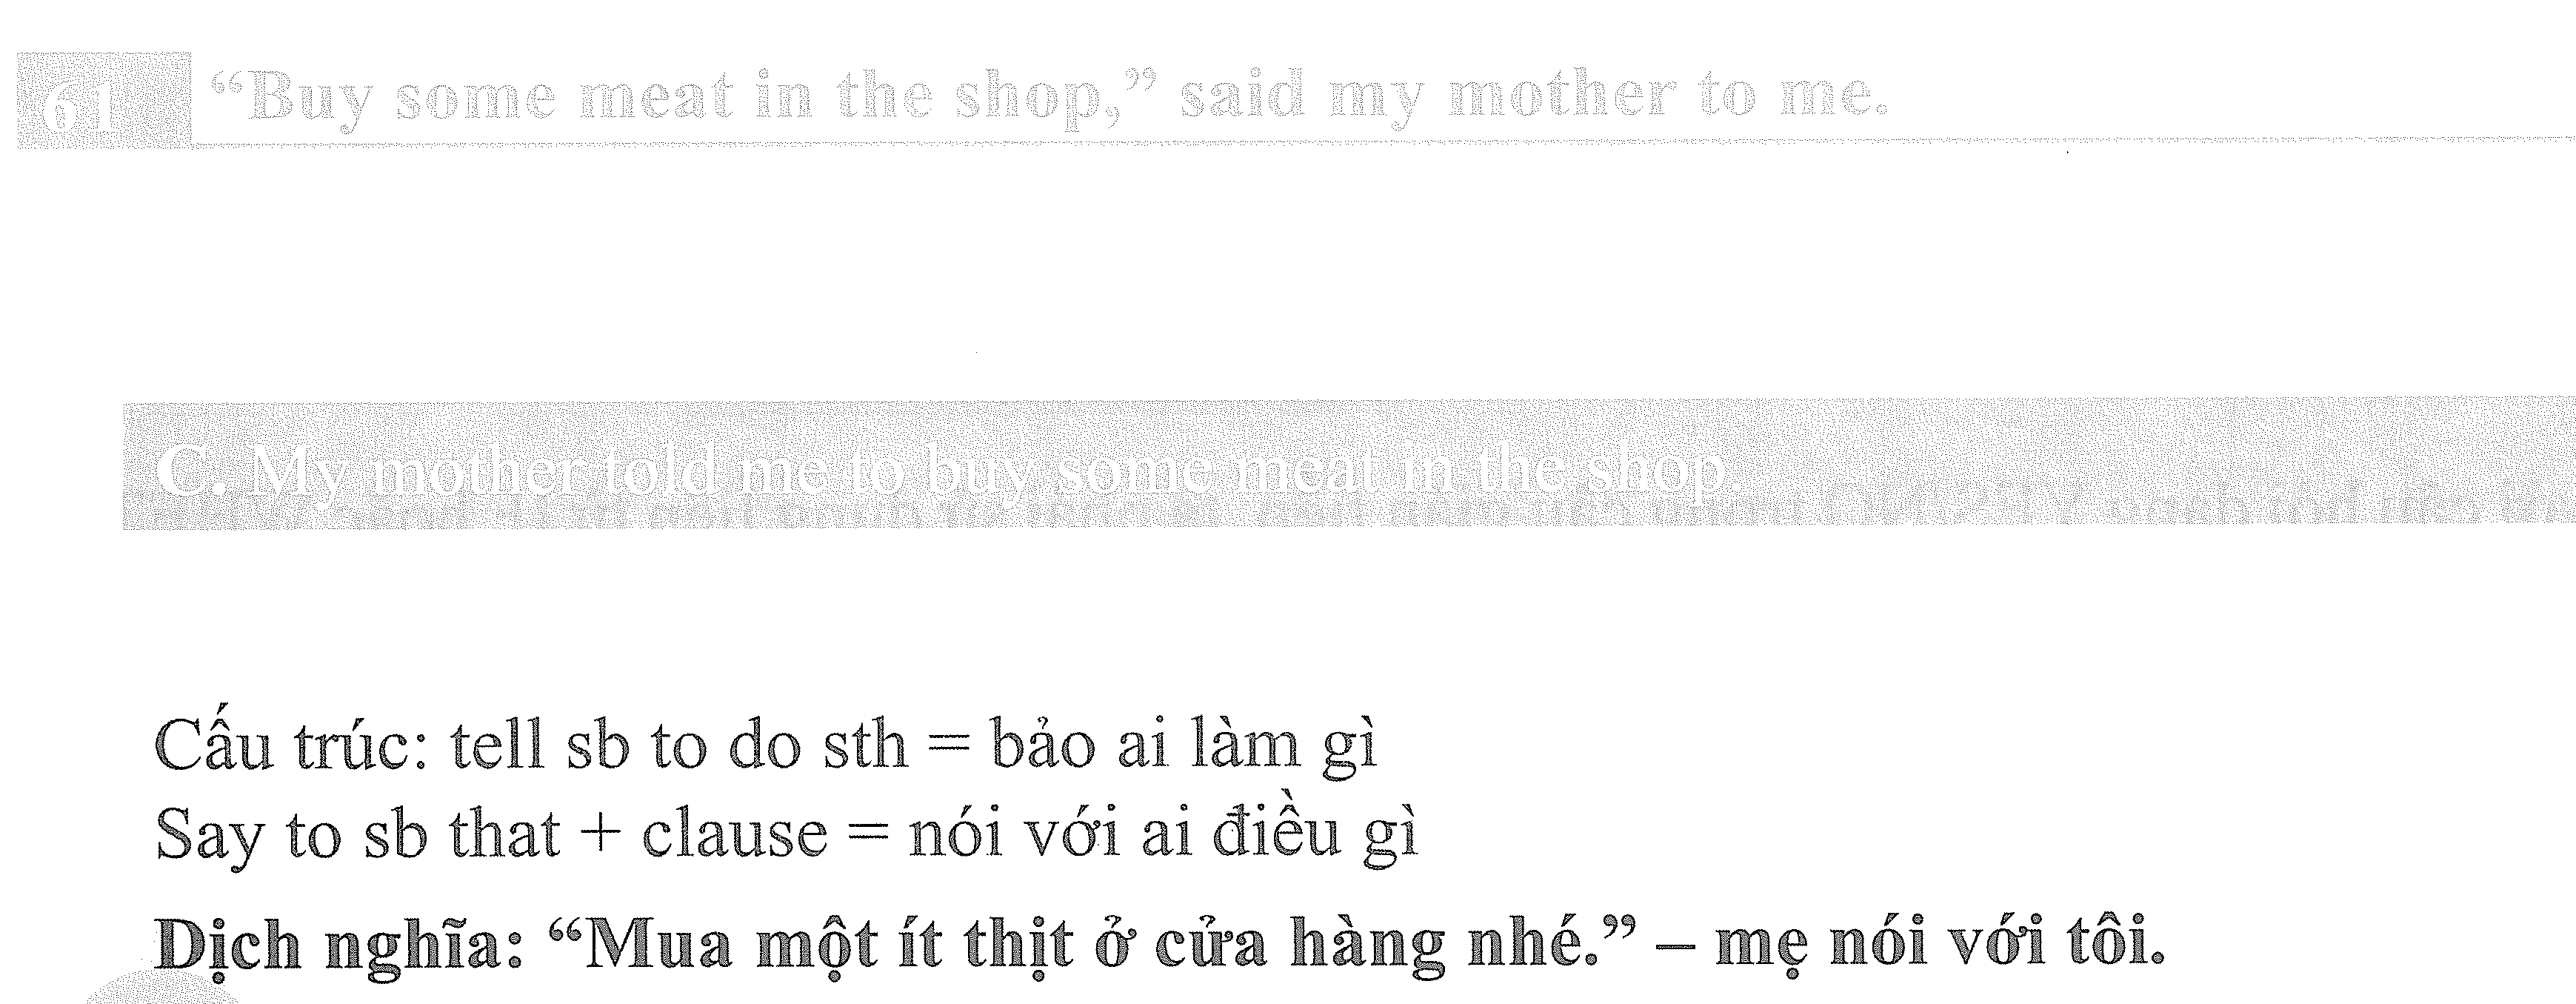 61 “Buy some meat in the shop,” said my mother to me.
C. My mother told me to buy some meat in the shop.
Cấu trúc: tell sb to do sth = bảo ai làm gì
Say to sb that + clause = nói với ai điều gì
Dịch nghĩa: “Mua một ít thịt ở cửa hàng nhé.” – mẹ nói với tôi.